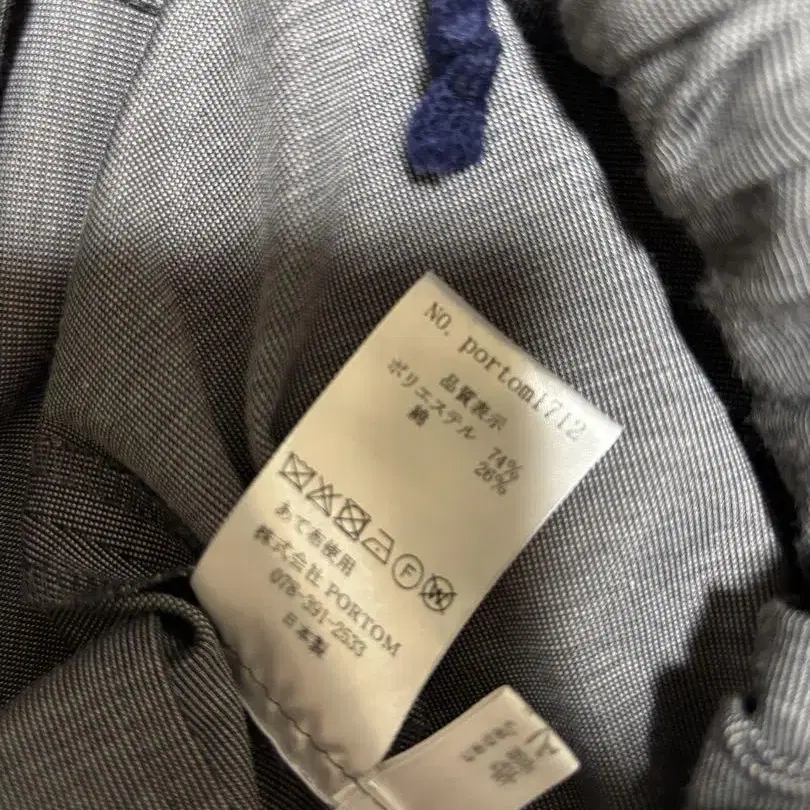 NO. portom1712
品質表示
ポリエステル 74%
綿 26%
F W
あて布使用
株式会社 PORTOM
078-391-2533
日本製